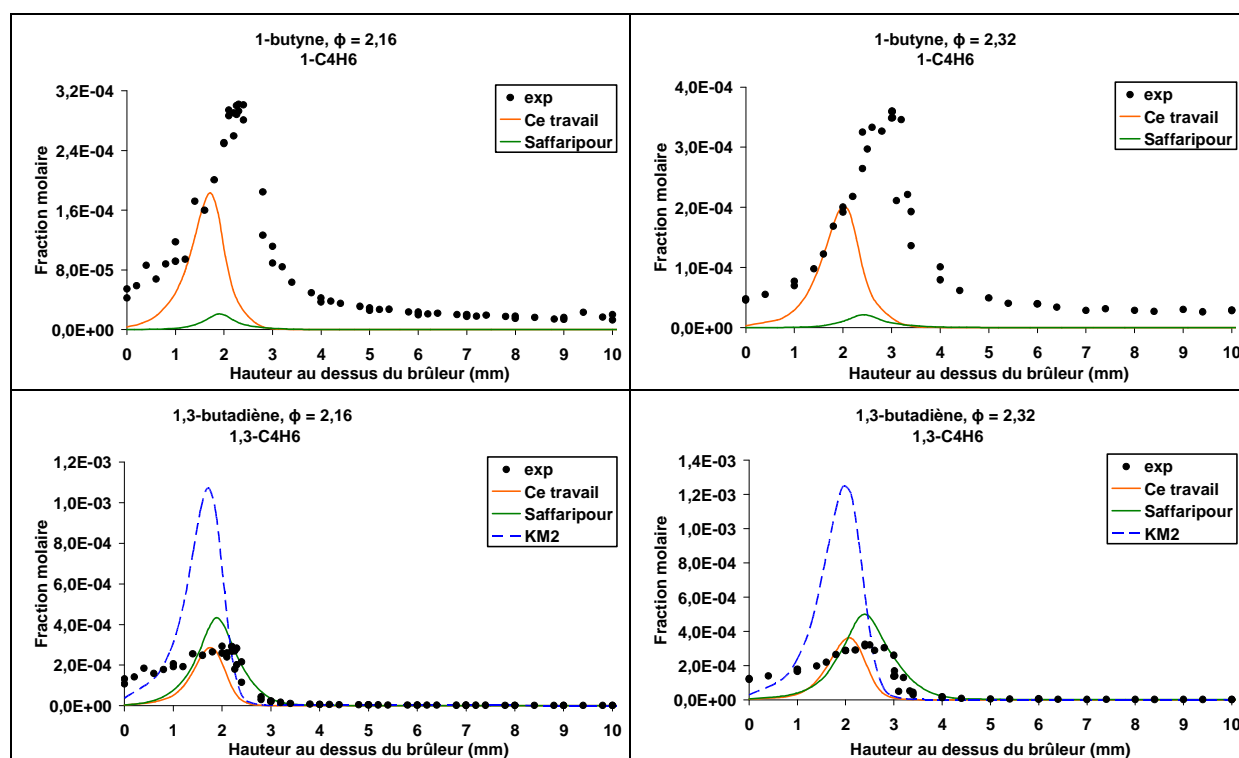 1-butyne, ϕ = 2,16
1-C4H6
3,2E-04
2,4E-04
1,6E-04
8,0E-05
0,0E+00
Fraction molaire
exp
Ce travail
Saffaripour
0 1 2 3 4 5 6 7 8 9 10
Hauteur au dessus du brûleur (mm)
1-butyne, ϕ = 2,32
1-C4H6
4,0E-04
3,0E-04
2,0E-04
1,0E-04
0,0E+00
Fraction molaire
exp
Ce travail
Saffaripour
0 1 2 3 4 5 6 7 8 9 10
Hauteur au dessus du brûleur (mm)
1,3-butadiène, ϕ = 2,16
1,3-C4H6
1,2E-03
1,0E-03
8,0E-04
6,0E-04
4,0E-04
2,0E-04
0,0E+00
Fraction molaire
exp
Ce travail
Saffaripour
KM2
0 1 2 3 4 5 6 7 8 9 10
Hauteur au dessus du brûleur (mm)
1,3-butadiène, ϕ = 2,32
1,3-C4H6
1,4E-03
1,2E-03
1,0E-03
8,0E-04
6,0E-04
4,0E-04
2,0E-04
0,0E+00
Fraction molaire
exp
Ce travail
Saffaripour
KM2
0 1 2 3 4 5 6 7 8 9 10
Hauteur au dessus du brûleur (mm)